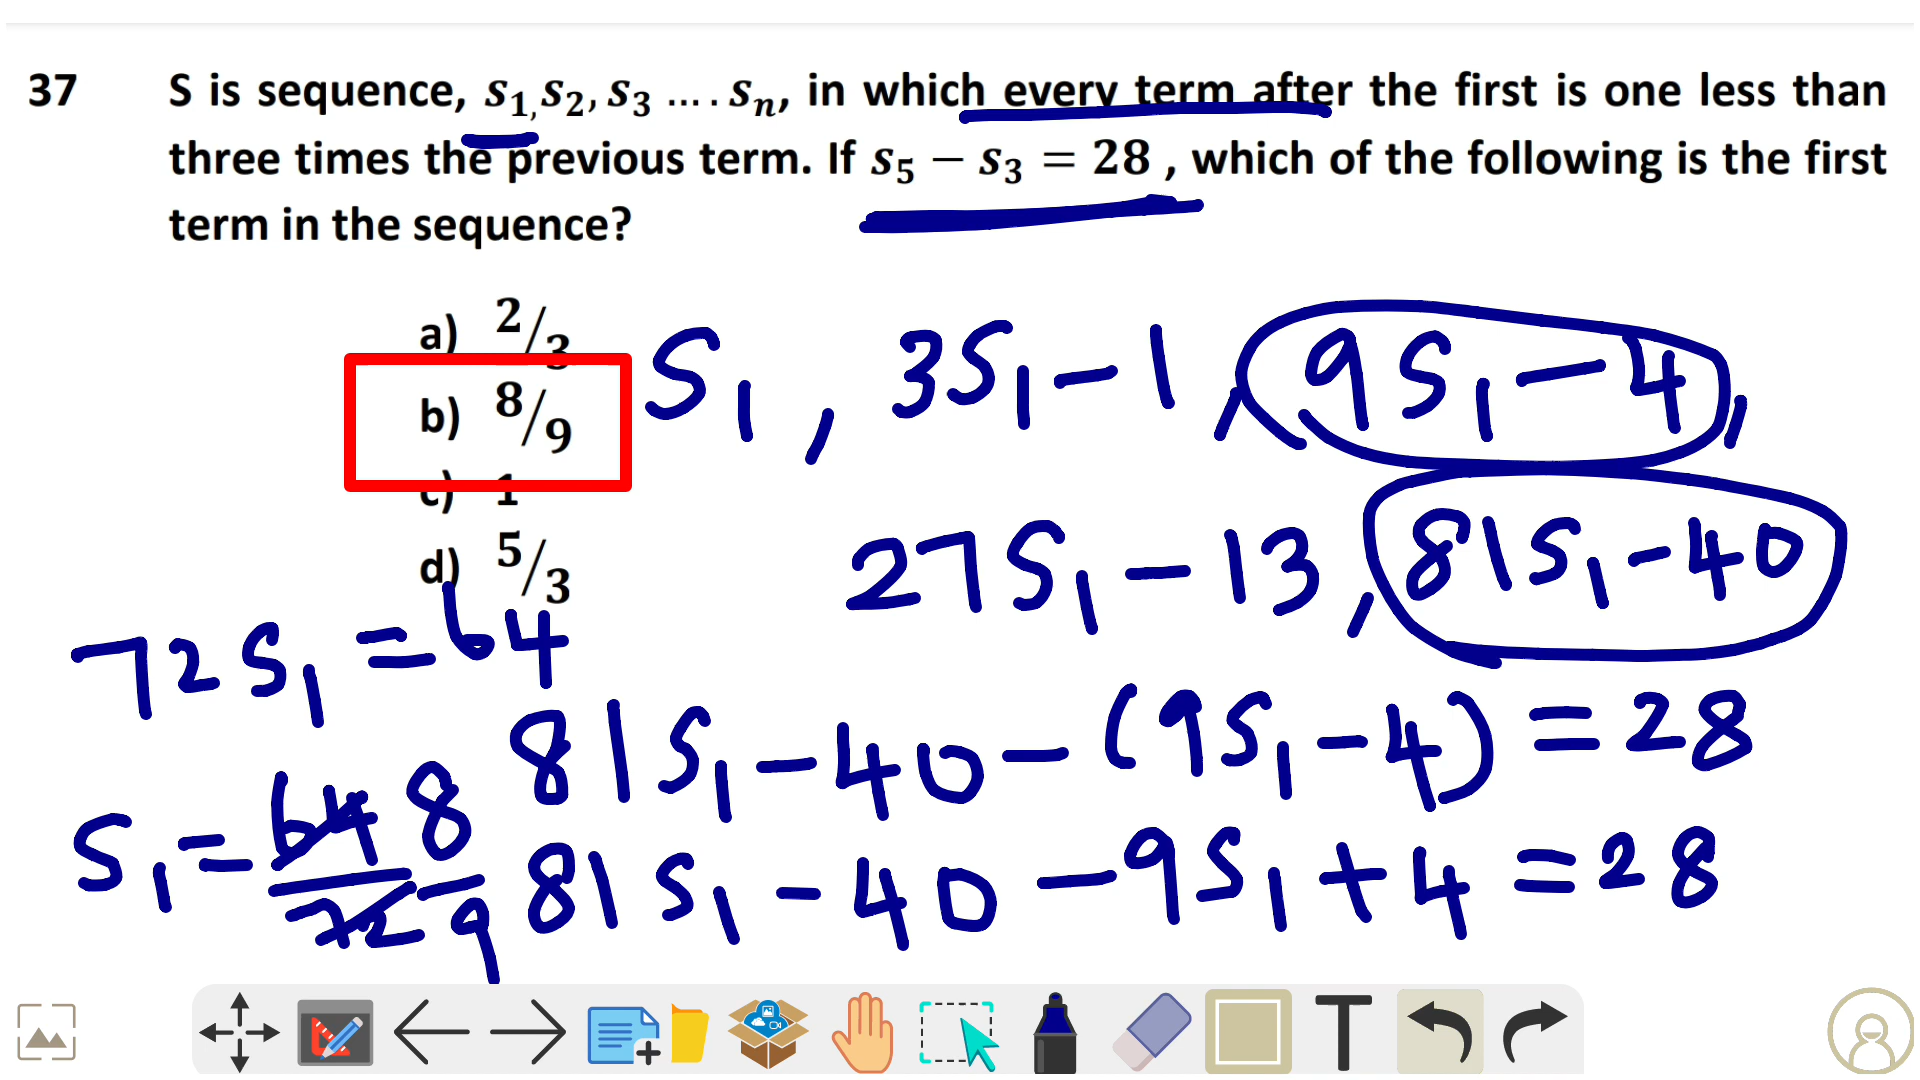 37 S is sequence, s₁, s₂, s₃ .... sₙ, in which every term after the first is one less than
three times the previous term. If s₅ − s₃ = 28 , which of the following is the first
term in the sequence?
a) 2/3
b) 8/9
c) 1
d) 5/3
S₁ , 3S₁ − 1 , 9S₁ − 4 ,
27S₁ − 13 , 81S₁ − 40
72S₁ = 64
81S₁ − 40 − (9S₁ − 4) = 28
S₁ = 64/72 8/9
81S₁ − 40 − 9S₁ + 4 = 28
T